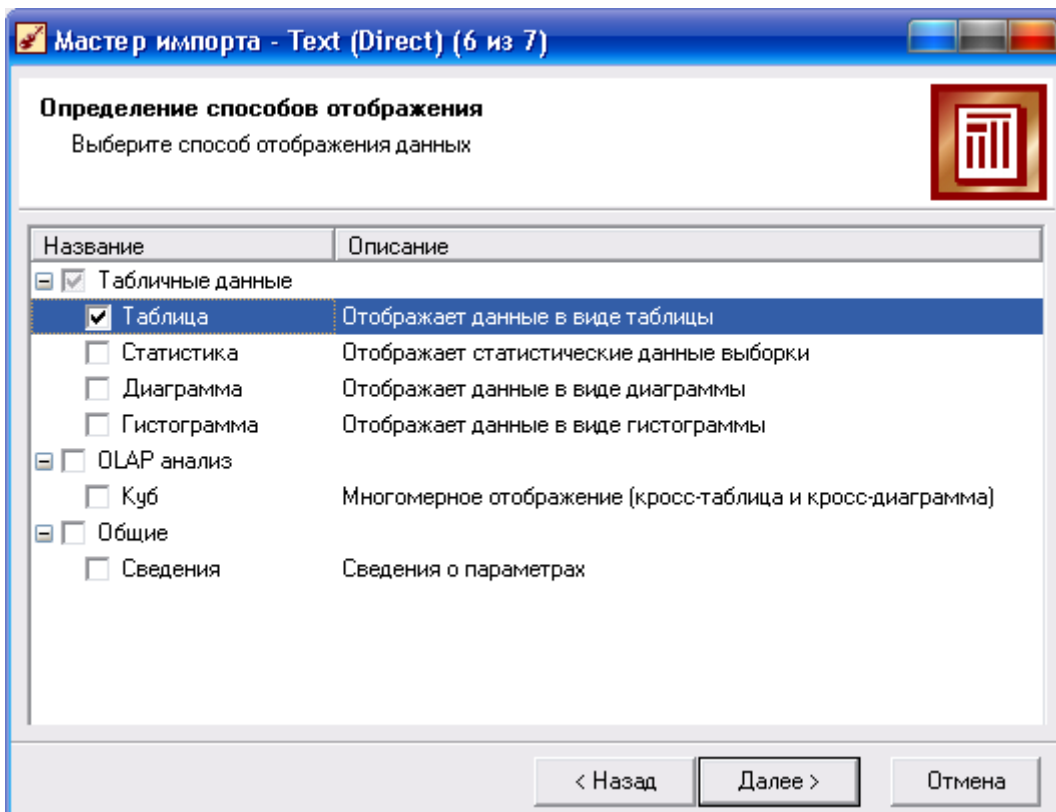 Мастер импорта - Text (Direct) (6 из 7)
Определение способов отображения
Выберите способ отображения данных
Название Описание
Табличные данные
Таблица Отображает данные в виде таблицы
Статистика Отображает статистические данные выборки
Диаграмма Отображает данные в виде диаграммы
Гистограмма Отображает данные в виде гистограммы
OLAP анализ
Куб Многомерное отображение (кросс-таблица и кросс-диаграмма)
Общие
Сведения Сведения о параметрах
< Назад Далее > Отмена